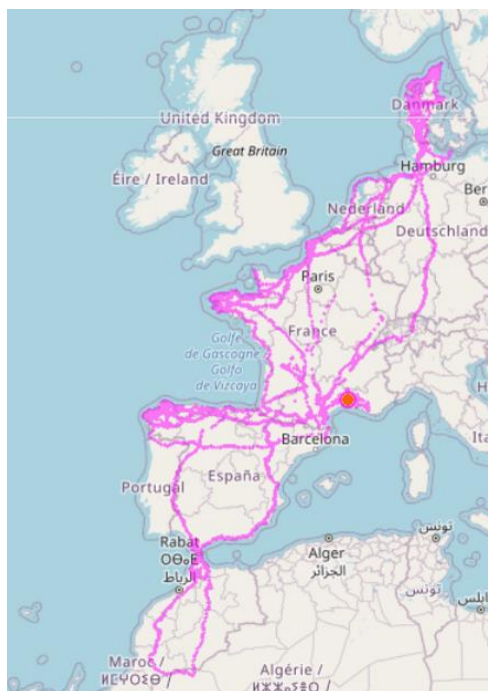 Danmark
United Kingdom
Great Britain
Hamburg
Éire / Ireland
Nederland
Ber
Deutschland
Paris
France
Golfe
de Gascogne
Golfo
de Vizcaya
Barcelona
Ita
España
Portugal
Rabat
ⵔⴱⴰⵟ
الرباط
Alger
الجزائر
تونس
تونس
ابلس
Maroc /
Algérie /